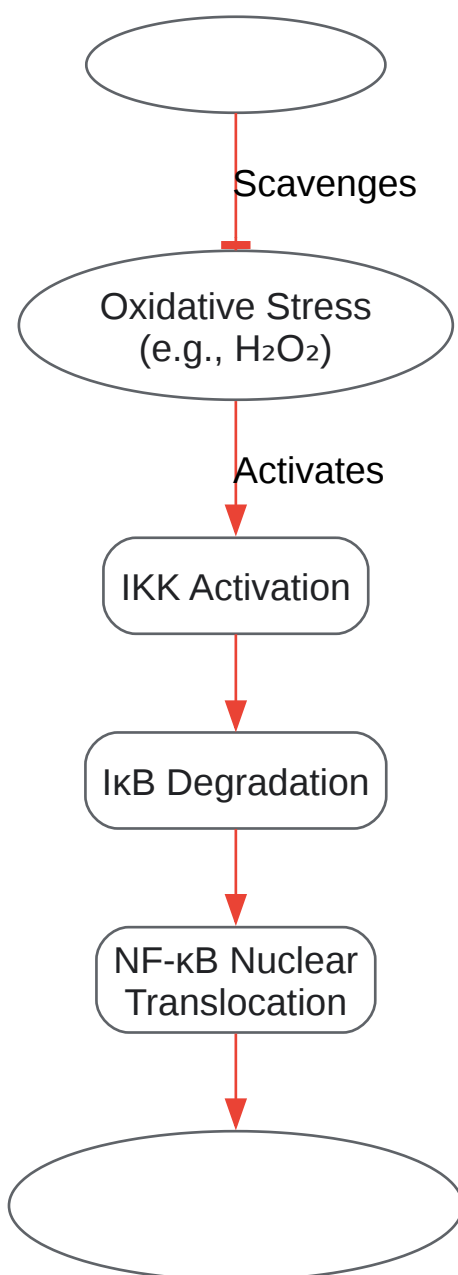 Scavenges
Oxidative Stress
(e.g., H₂O₂)
Activates
IKK Activation
IκB Degradation
NF-κB Nuclear
Translocation